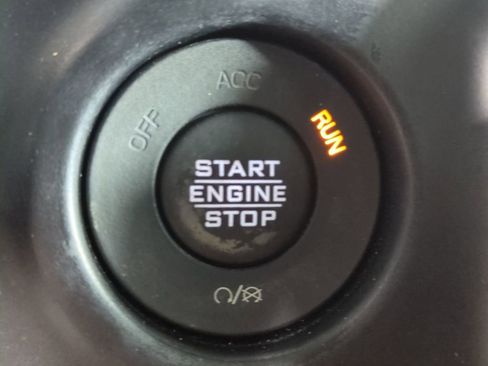 ACC
OFF
RUN
START
ENGINE
STOP